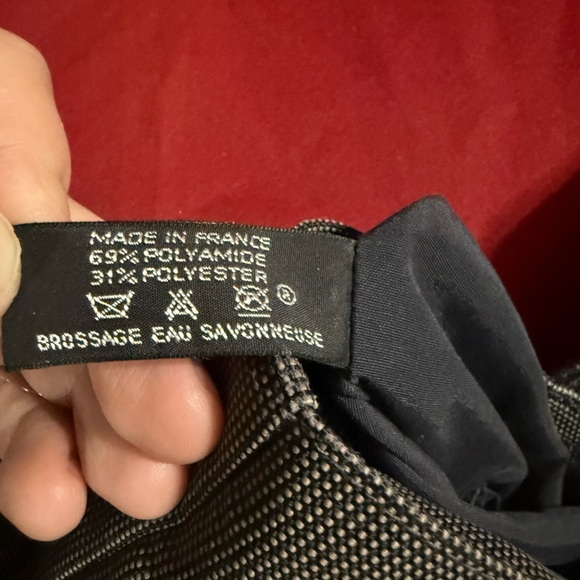 MADE IN FRANCE
69% POLYAMIDE
31% POLYESTER
P ®
BROSSAGE EAU SAVONNEUSE